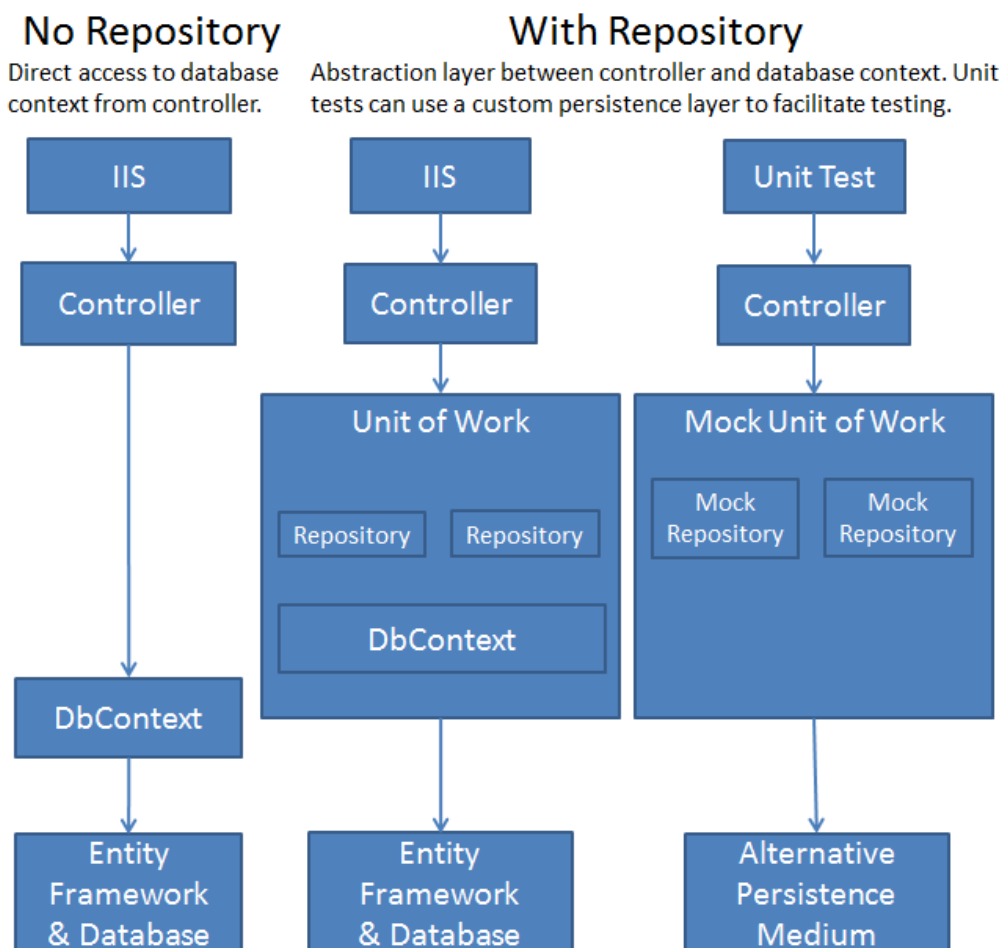 No Repository
Direct access to database
context from controller.
With Repository
Abstraction layer between controller and database context. Unit
tests can use a custom persistence layer to facilitate testing.
IIS
Controller
DbContext
Entity
Framework
& Database
IIS
Controller
Unit of Work
Repository
Repository
DbContext
Entity
Framework
& Database
Unit Test
Controller
Mock Unit of Work
Mock
Repository
Mock
Repository
Alternative
Persistence
Medium